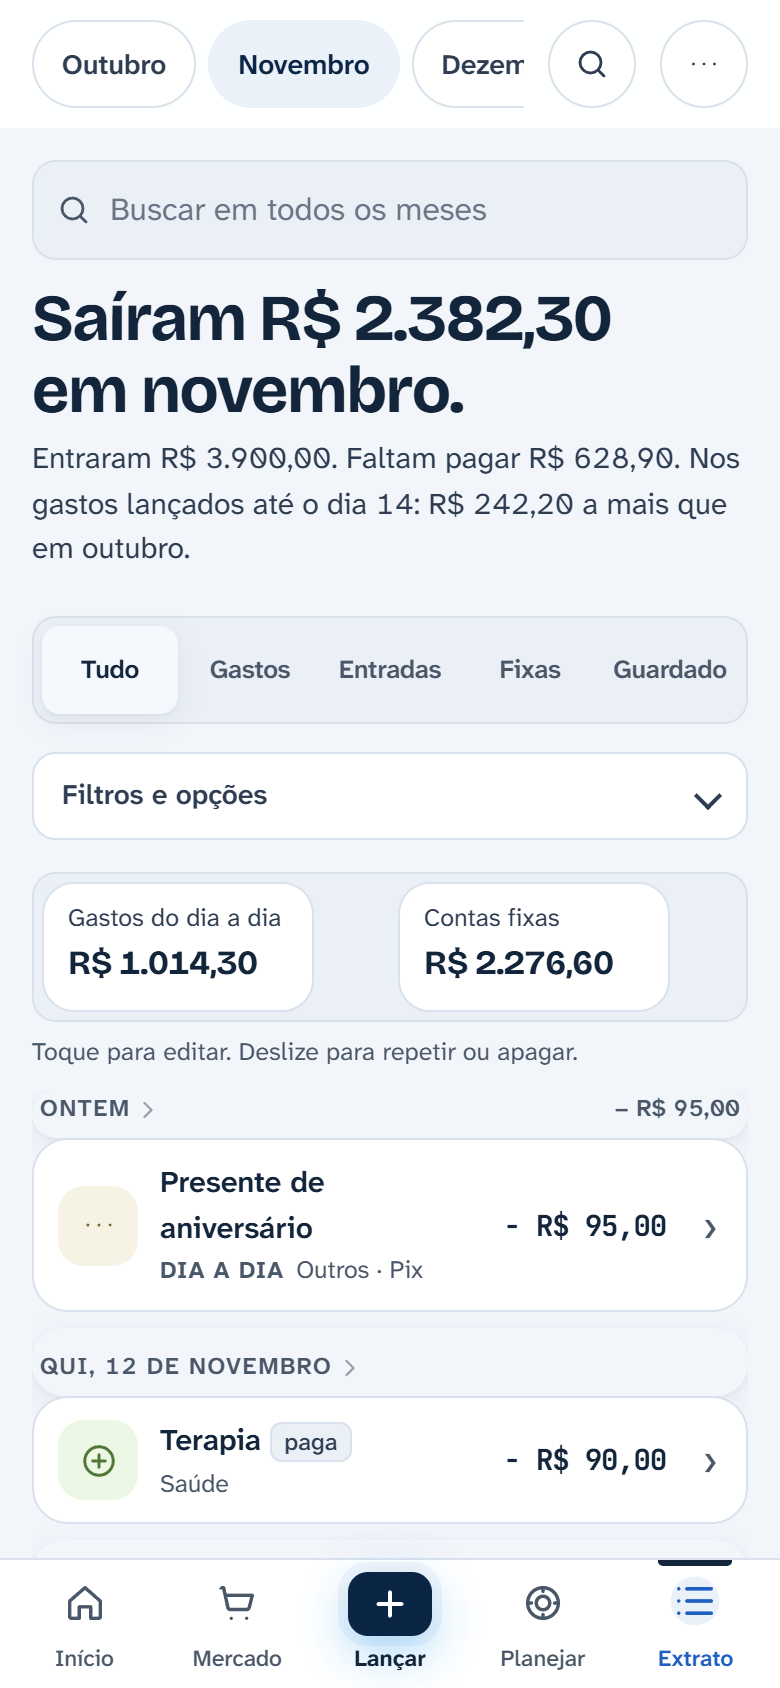 Outubro
Novembro
Dezem
...
Buscar em todos os meses
Saíram R$ 2.382,30
em novembro.
Entraram R$ 3.900,00. Faltam pagar R$ 628,90. Nos
gastos lançados até o dia 14: R$ 242,20 a mais que
em outubro.
Tudo
Gastos
Entradas
Fixas
Guardado
Filtros e opções
Gastos do dia a dia
R$ 1.014,30
Contas fixas
R$ 2.276,60
Toque para editar. Deslize para repetir ou apagar.
ONTEM
– R$ 95,00
Presente de
aniversário
- R$ 95,00
DIA A DIA Outros · Pix
QUI, 12 DE NOVEMBRO
Terapia paga
- R$ 90,00
Saúde
Início
Mercado
Lançar
Planejar
Extrato